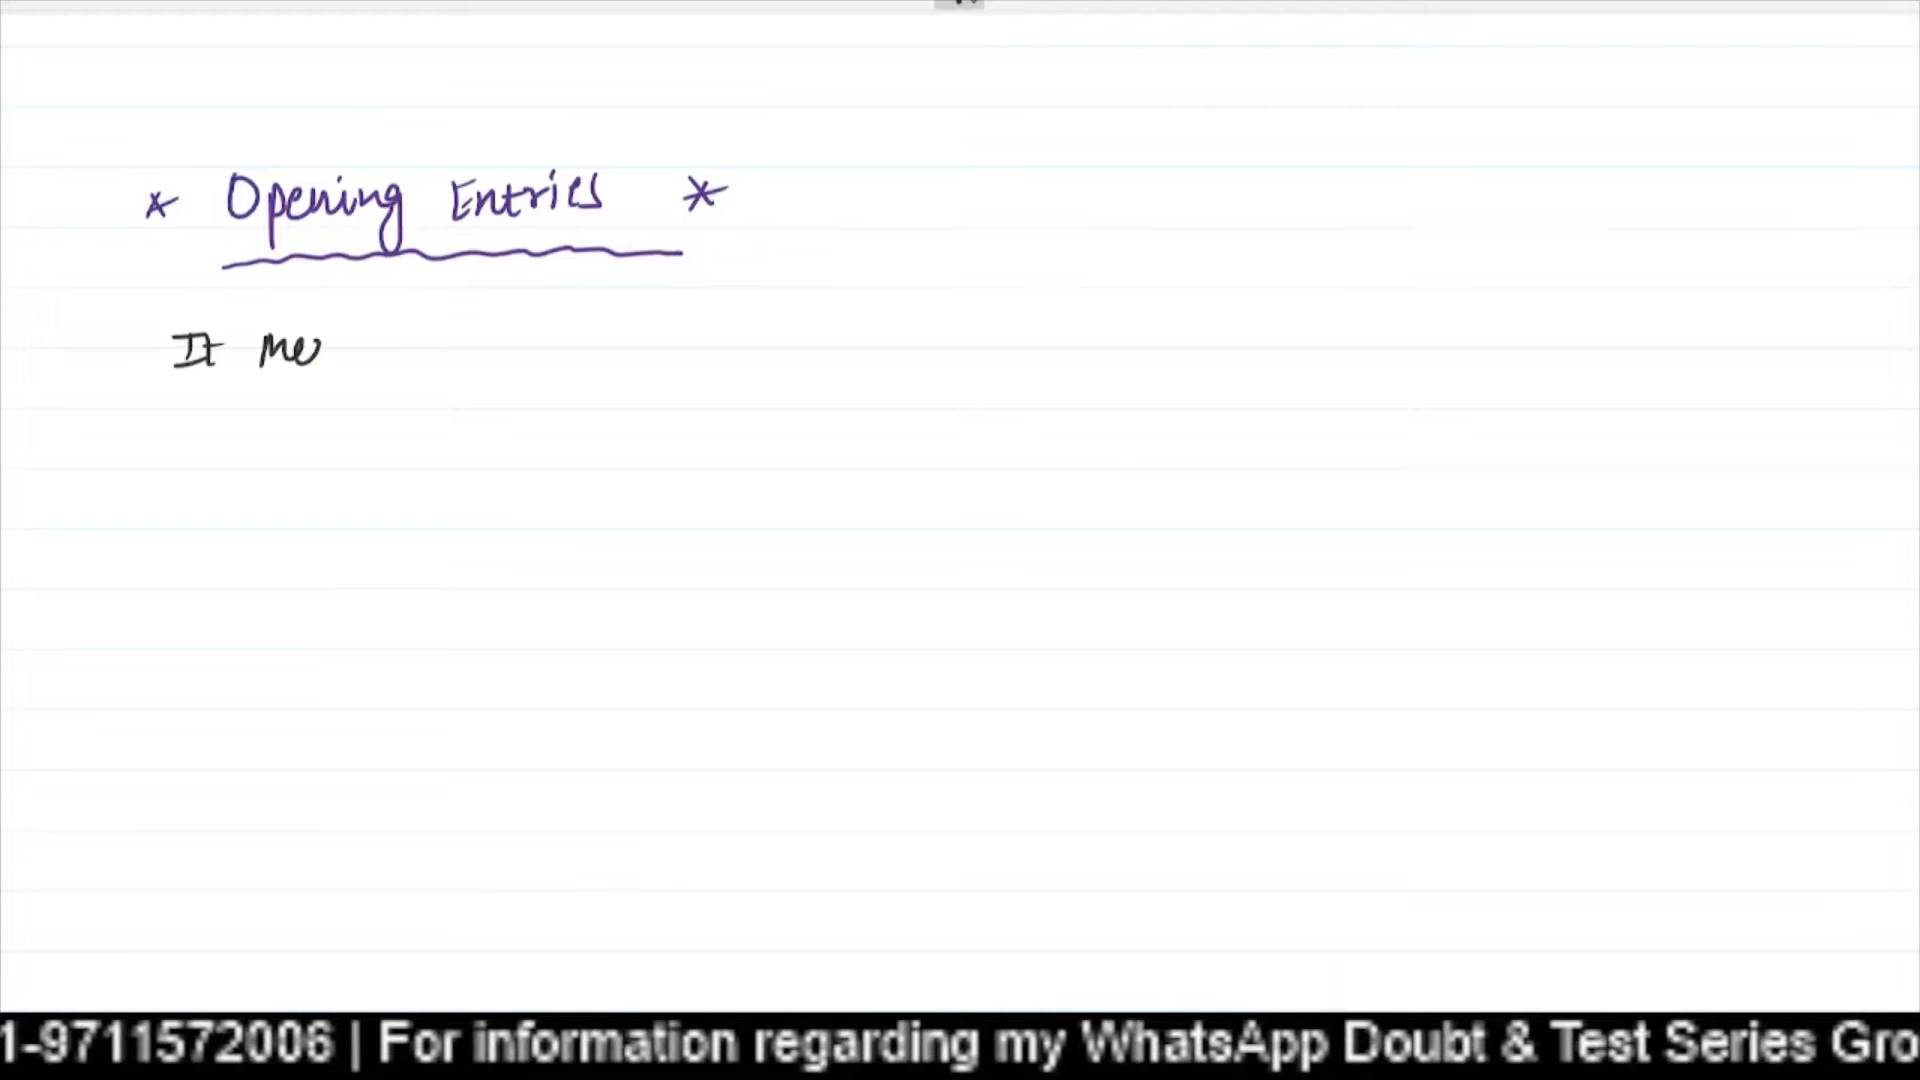 * Opening Entries *
It Me
1-9711572006 | For information regarding my WhatsApp Doubt & Test Series Gro